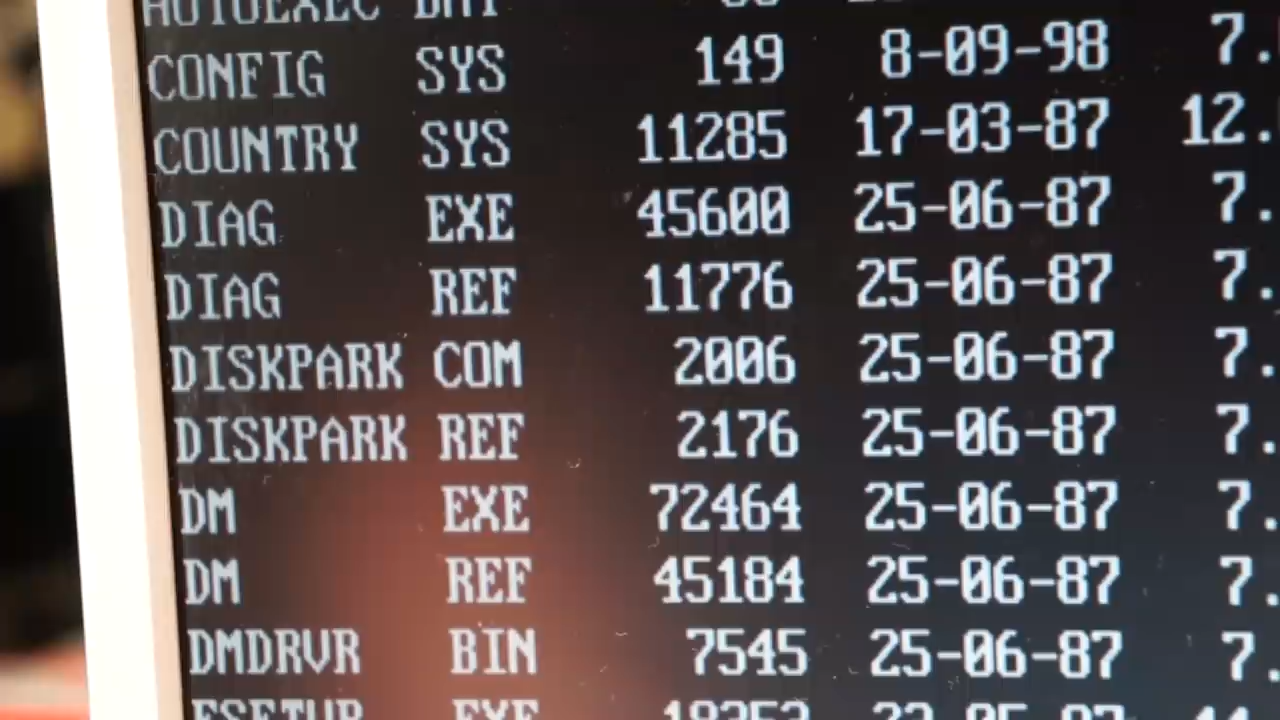 AUTOEXEC BAT
CONFIG SYS 149 8-09-98 7.
COUNTRY SYS 11285 17-03-87 12.
DIAG EXE 45600 25-06-87 7.
DIAG REF 11776 25-06-87 7.
DISKPARK COM 2006 25-06-87 7.
DISKPARK REF 2176 25-06-87 7.
DM EXE 72464 25-06-87 7.
DM REF 45184 25-06-87 7.
DMDRVR BIN 7545 25-06-87 7.
EXE